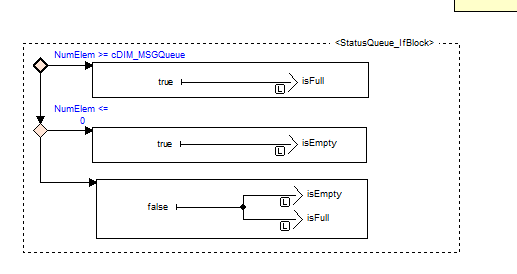 <StatusQueue_IfBlock>
NumElem >= cDIM_MSGQueue
true
L
isFull
NumElem <=
0
true
L
isEmpty
false
L
isEmpty
L
isFull